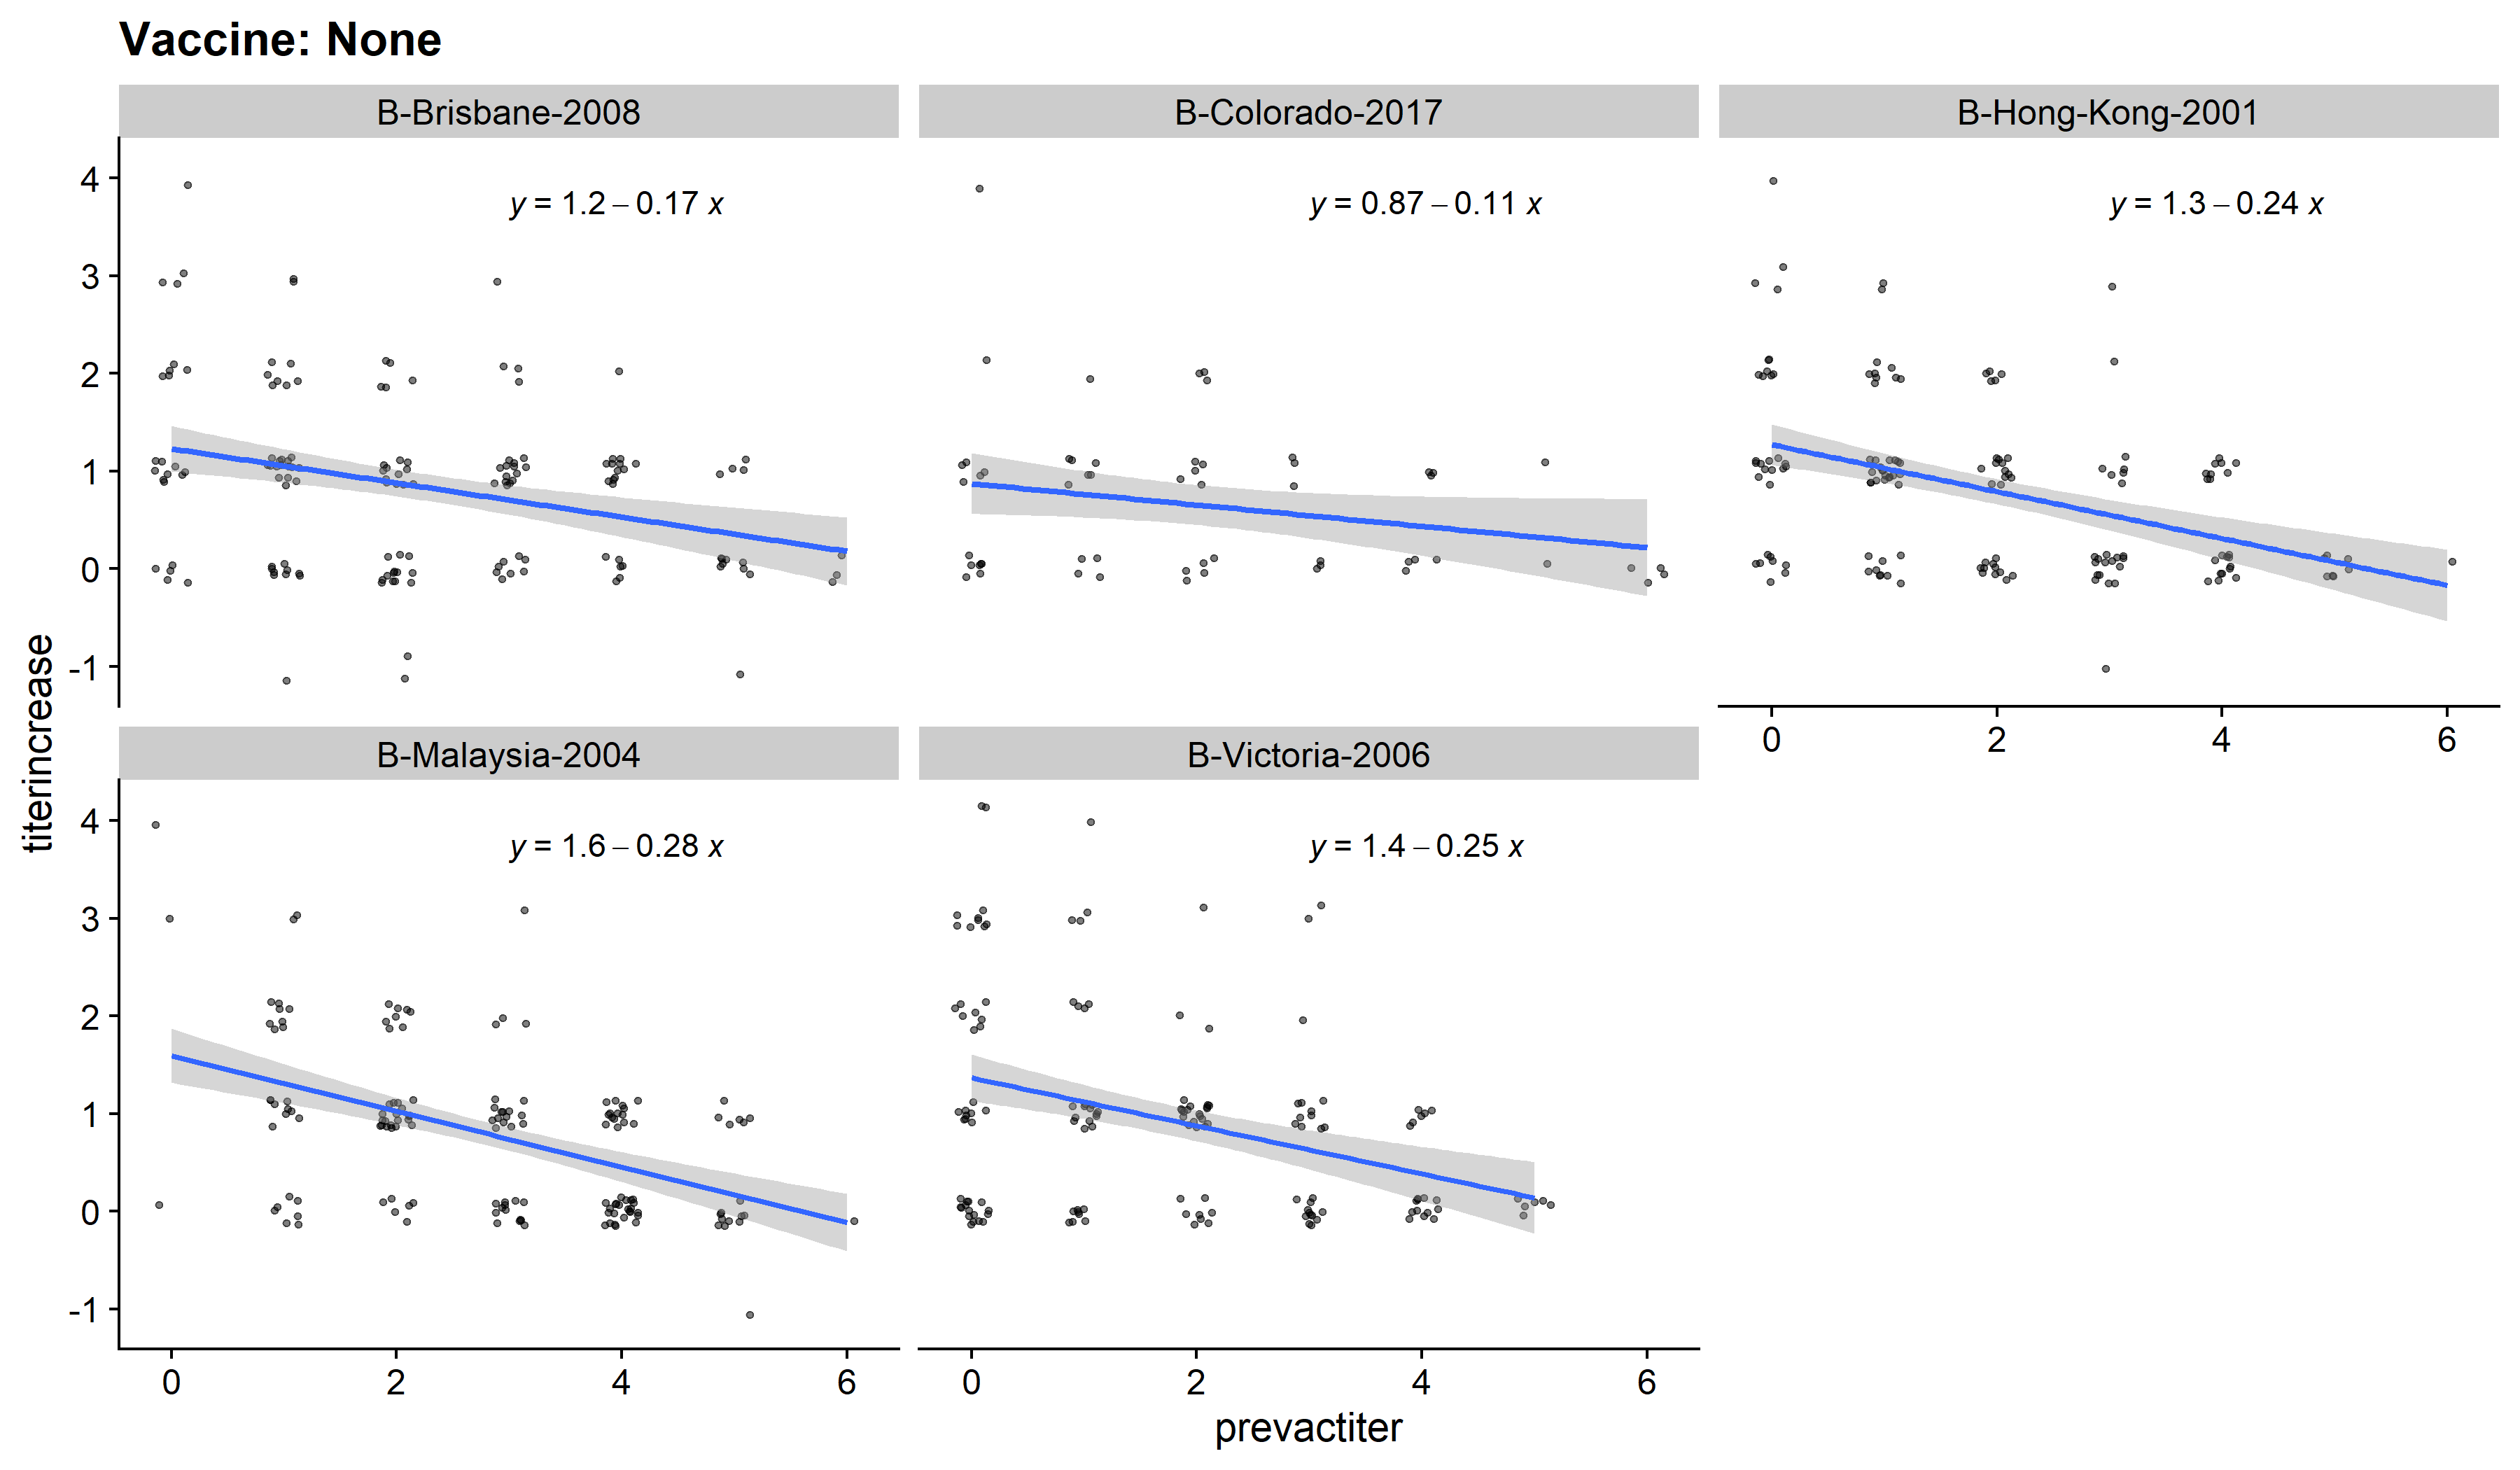 Vaccine: None
B-Brisbane-2008
B-Colorado-2017
B-Hong-Kong-2001
4
3
2
1
0
-1
y = 1.2 – 0.17 x
y = 0.87 – 0.11 x
y = 1.3 – 0.24 x
0 2 4 6
B-Malaysia-2004
B-Victoria-2006
4
3
2
1
0
-1
y = 1.6 – 0.28 x
y = 1.4 – 0.25 x
0 2 4 6
0 2 4 6
titerincrease
prevactiter